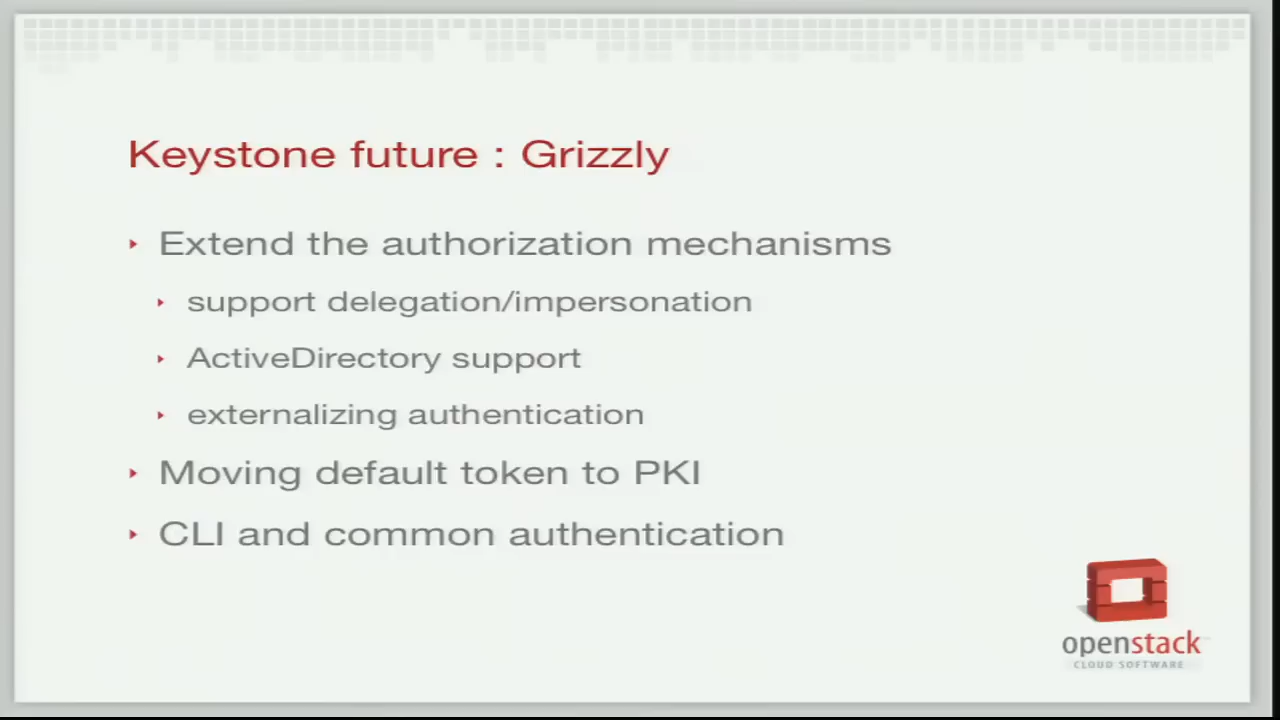 Keystone future : Grizzly
Extend the authorization mechanisms
support delegation/impersonation
ActiveDirectory support
externalizing authentication
Moving default token to PKI
CLI and common authentication
openstack
CLOUD SOFTWARE